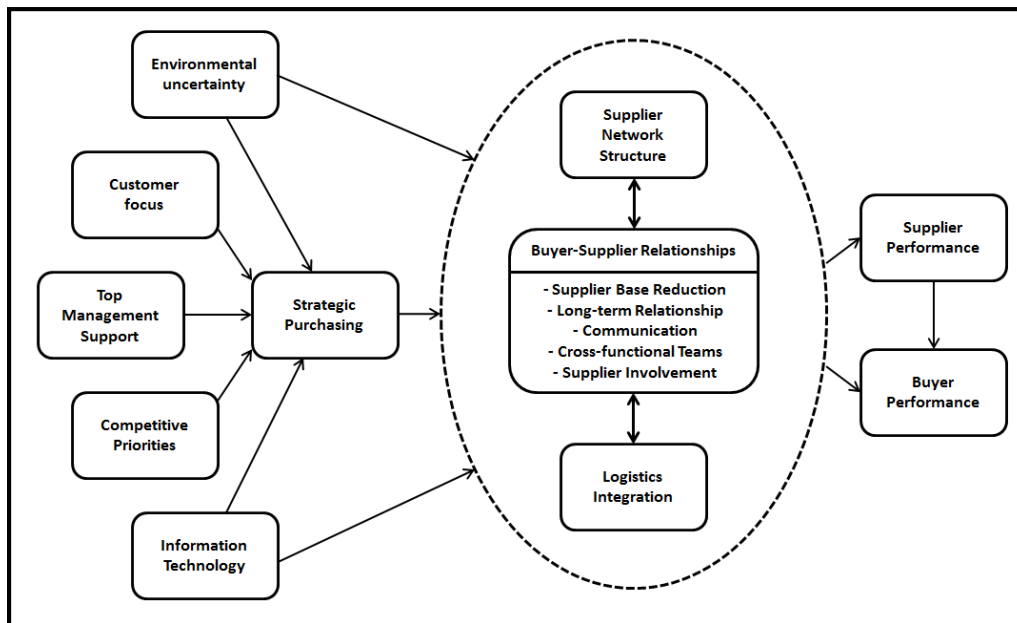 Environmental
uncertainty
Customer
focus
Top
Management
Support
Competitive
Priorities
Information
Technology
Strategic
Purchasing
Supplier
Network
Structure
Buyer-Supplier Relationships
- Supplier Base Reduction
- Long-term Relationship
- Communication
- Cross-functional Teams
- Supplier Involvement
Logistics
Integration
Supplier
Performance
Buyer
Performance